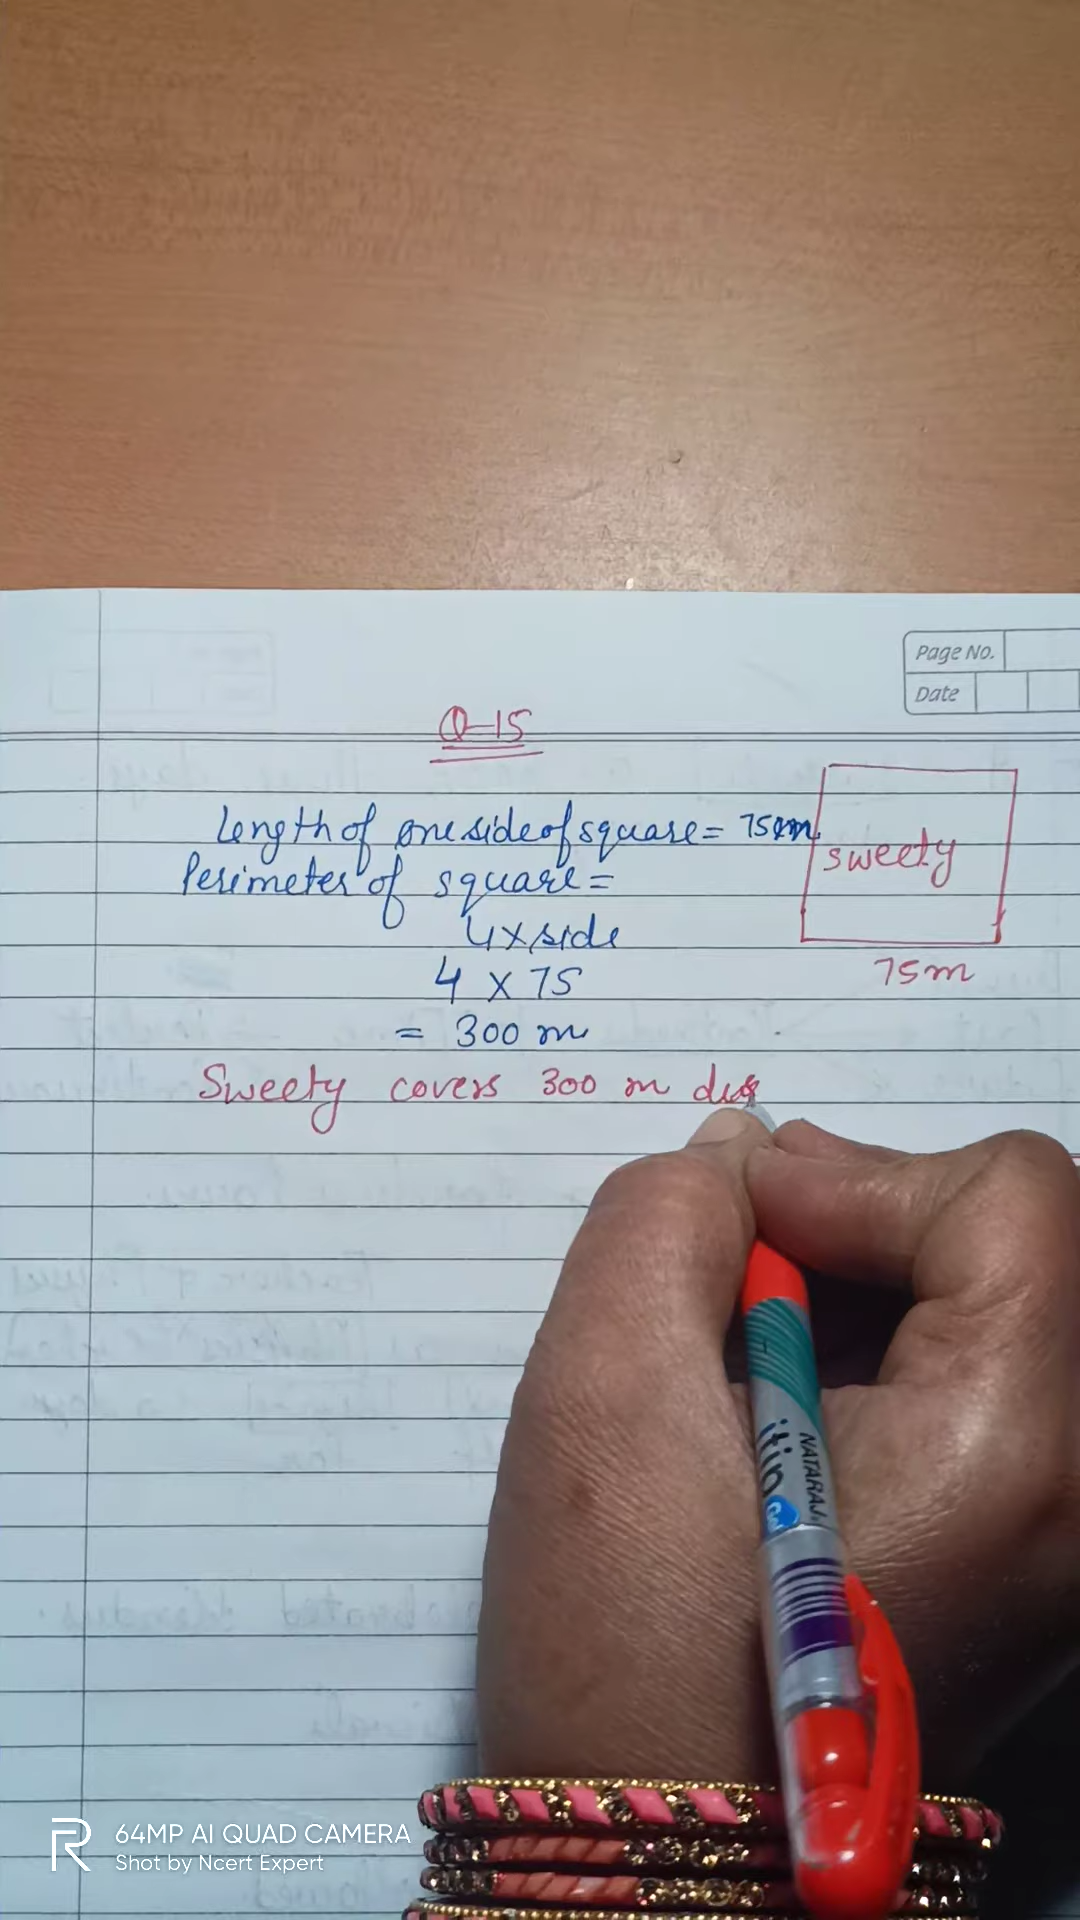 Page No.
Date
Q-15
Length of one side of square = 75m
Perimeter of square =
4 x side
4 x 75
= 300 m
Sweety covers 300 m
sweety
75m
NATARAJ
64MP AI QUAD CAMERA
Shot by Ncert Expert